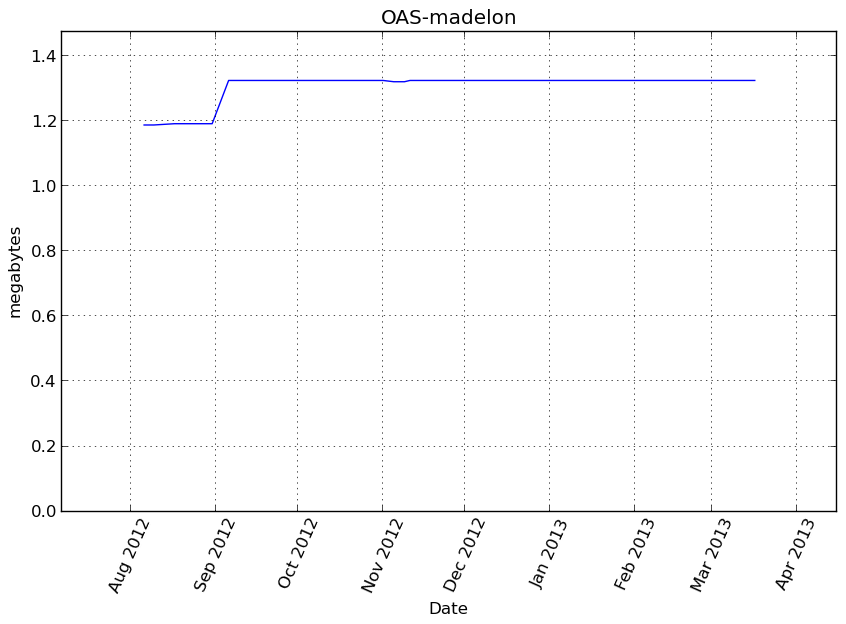 OAS-madelon
1.4
1.2
1.0
0.8
0.6
0.4
0.2
0.0
megabytes
Aug 2012
Sep 2012
Oct 2012
Nov 2012
Dec 2012
Jan 2013
Feb 2013
Mar 2013
Apr 2013
Date